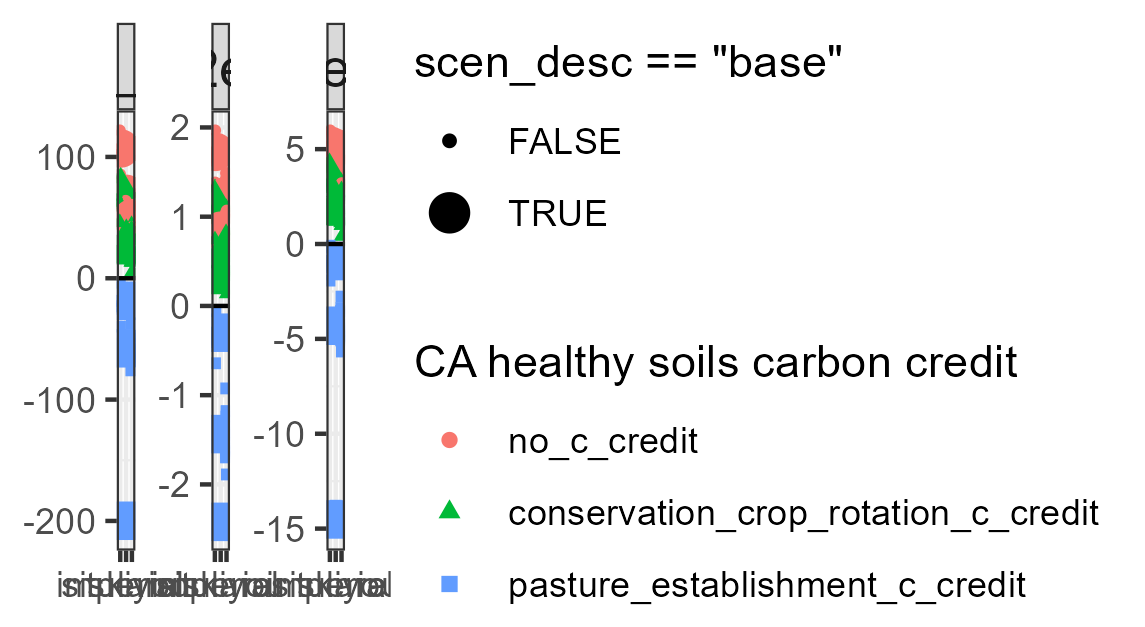 scen_desc == "base"
FALSE
TRUE
CA healthy soils carbon credit
no_c_credit
conservation_crop_rotation_c_credit
pasture_establishment_c_credit
100
0
-100
-200
2
1
0
-1
-2
5
0
-5
-10
-15